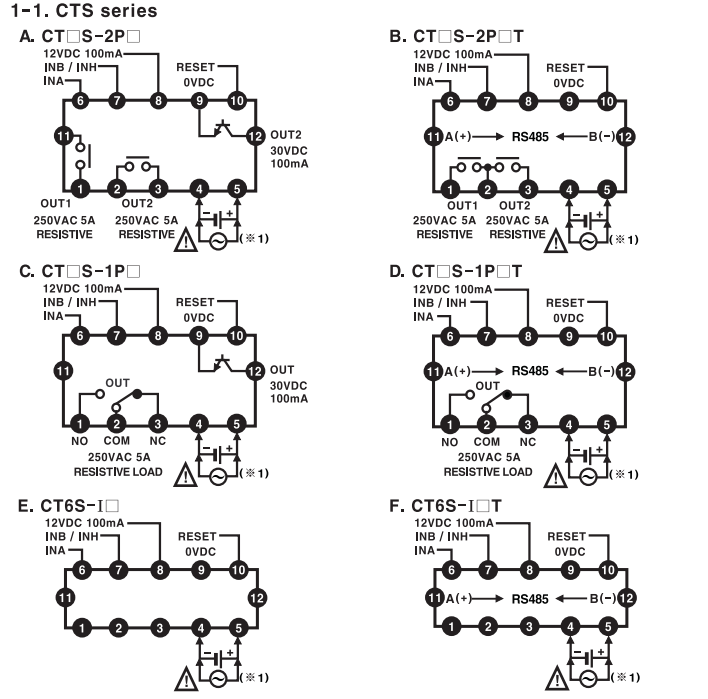 1-1. CTS series
A. CT□S-2P□
12VDC 100mA
INB / INH
INA
RESET
0VDC
6 7 8 9 10
11
12
OUT2
30VDC
100mA
1 2 3 4 5
OUT1
250VAC 5A
RESISTIVE
250VAC 5A
RESISTIVE
- +
(※1)
B. CT□S-2P□T
12VDC 100mA
INB / INH
INA
RESET
0VDC
6 7 8 9 10
11 A(+) → RS485 ← B(-) 12
1 2 3 4 5
OUT1 OUT2
250VAC 5A 250VAC 5A
RESISTIVE RESISTIVE
- +
(※1)
C. CT□S-1P□
12VDC 100mA
INB / INH
INA
RESET
0VDC
6 7 8 9 10
11
12
OUT
30VDC
100mA
OUT
1 2 3 4 5
NO COM NC
250VAC 5A
RESISTIVE LOAD
- +
(※1)
D. CT□S-1P□T
12VDC 100mA
INB / INH
INA
RESET
0VDC
6 7 8 9 10
11 A(+) → RS485 ← B(-) 12
OUT
1 2 3 4 5
NO COM NC
250VAC 5A
RESISTIVE LOAD
- +
(※1)
E. CT6S-I□
12VDC 100mA
INB / INH
INA
RESET
0VDC
6 7 8 9 10
11
12
1 2 3 4 5
- +
(※1)
F. CT6S-I□T
12VDC 100mA
INB / INH
INA
RESET
0VDC
6 7 8 9 10
11 A(+) → RS485 ← B(-) 12
1 2 3 4 5
- +
(※1)